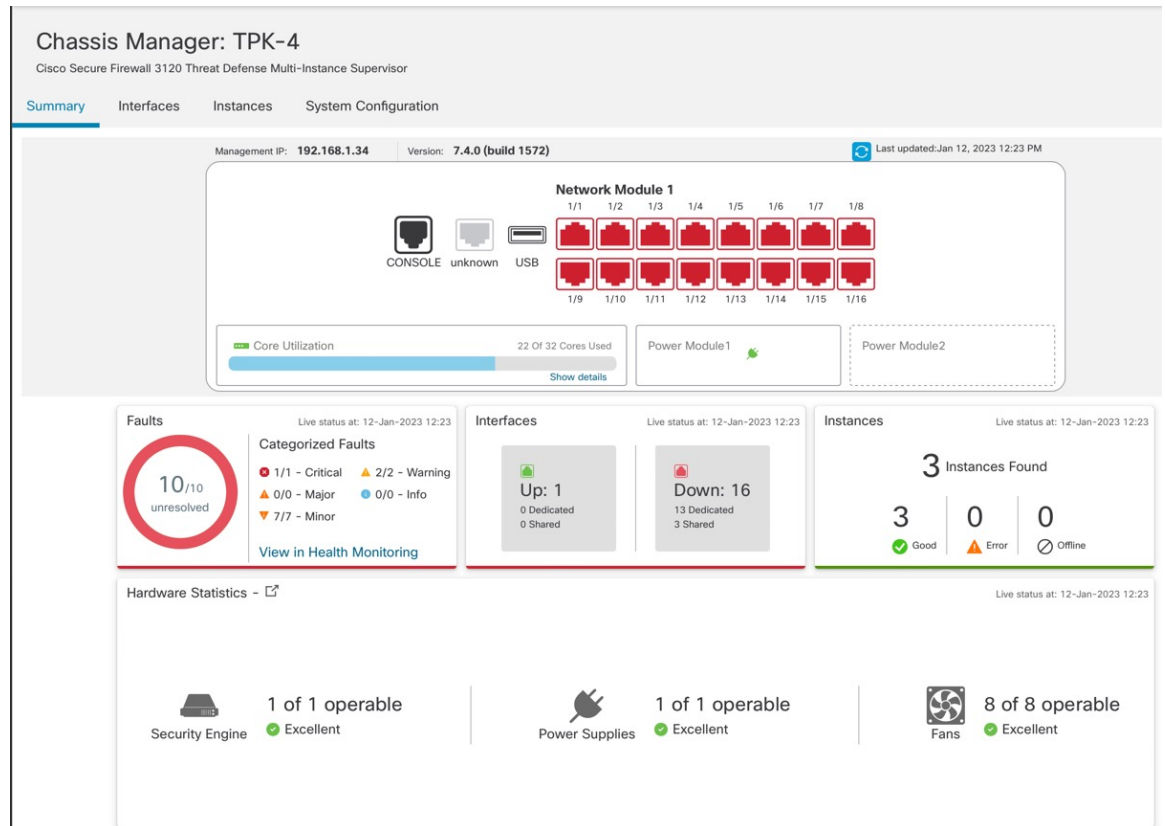 Chassis Manager: TPK-4
Cisco Secure Firewall 3120 Threat Defense Multi-Instance Supervisor
Summary Interfaces Instances System Configuration
Management IP: 192.168.1.34 Version: 7.4.0 (build 1572) Last updated:Jan 12, 2023 12:23 PM
Network Module 1
1/1 1/2 1/3 1/4 1/5 1/6 1/7 1/8
CONSOLE unknown USB
1/9 1/10 1/11 1/12 1/13 1/14 1/15 1/16
Core Utilization 22 Of 32 Cores Used
Show details
Power Module1
Power Module2
Faults Live status at: 12-Jan-2023 12:23
10/10
unresolved
Categorized Faults
1/1 - Critical 2/2 - Warning
0/0 - Major 0/0 - Info
7/7 - Minor
View in Health Monitoring
Interfaces Live status at: 12-Jan-2023 12:23
Up: 1
0 Dedicated
0 Shared
Down: 16
13 Dedicated
3 Shared
Instances Live status at: 12-Jan-2023 12:23
3 Instances Found
3 0 0
Good Error Offline
Hardware Statistics - Live status at: 12-Jan-2023 12:23
Security Engine
1 of 1 operable
Excellent
Power Supplies
1 of 1 operable
Excellent
Fans
8 of 8 operable
Excellent